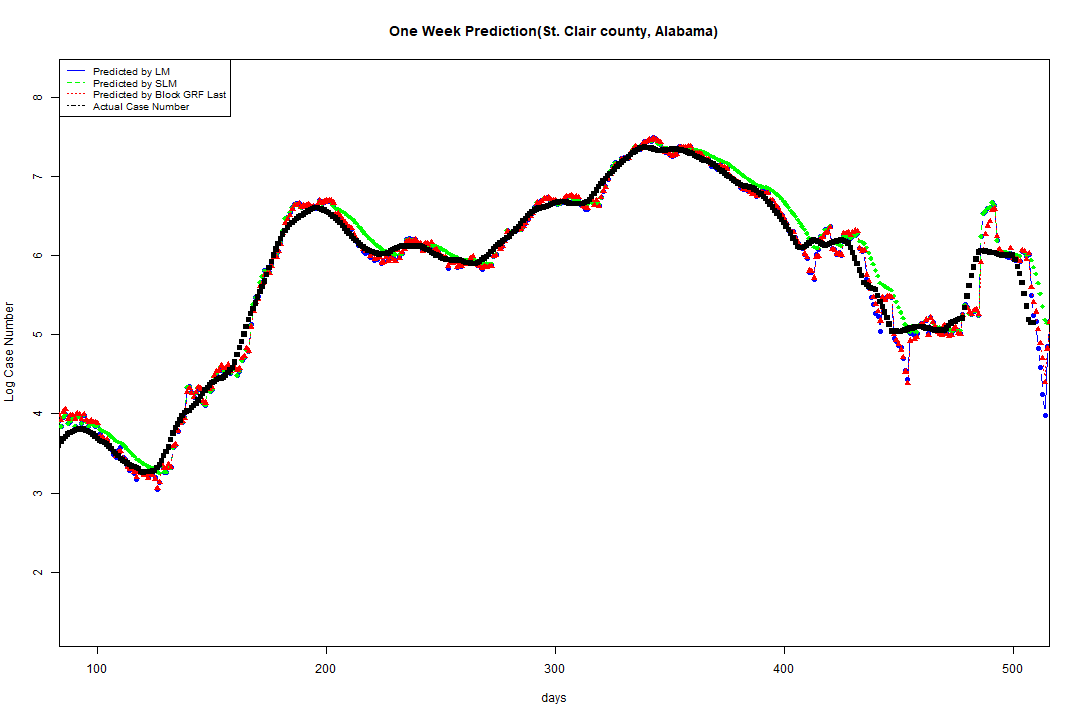 One Week Prediction(St. Clair county, Alabama)
Predicted by LM
Predicted by SLM
Predicted by Block GRF Last
Actual Case Number
8
7
6
5
4
3
2
Log Case Number
100 200 300 400 500
days